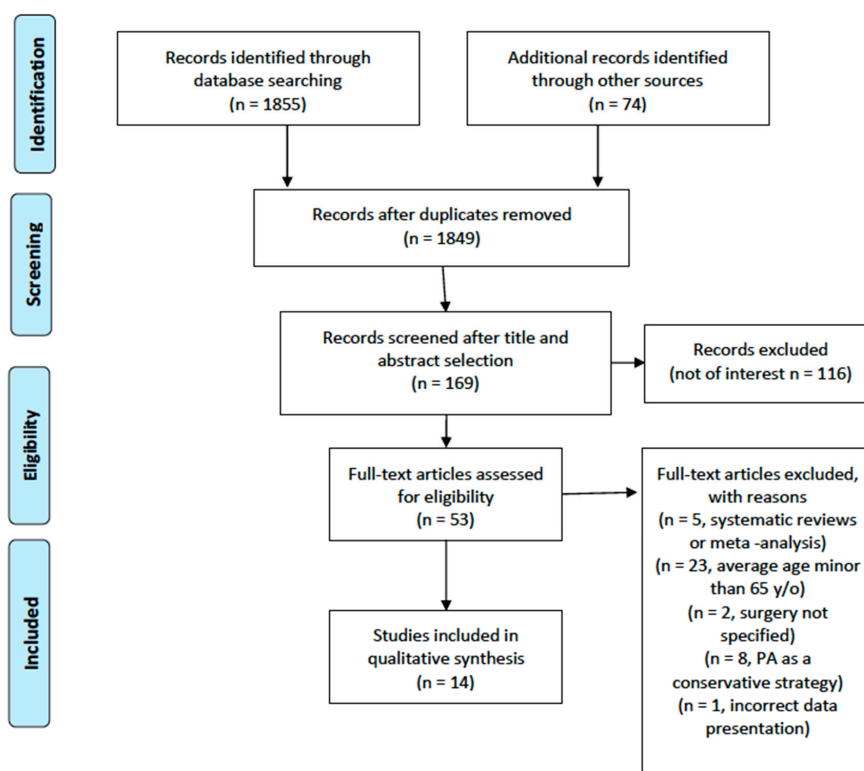 Identification
Records identified through
database searching
(n = 1855)
Additional records identified
through other sources
(n = 74)
Screening
Records after duplicates removed
(n = 1849)
Records screened after title and
abstract selection
(n = 169)
Records excluded
(not of interest n = 116)
Eligibility
Full-text articles assessed
for eligibility
(n = 53)
Full-text articles excluded,
with reasons
(n = 5, systematic reviews
or meta -analysis)
(n = 23, average age minor
than 65 y/o)
(n = 2, surgery not
specified)
(n = 8, PA as a
conservative strategy)
(n = 1, incorrect data
presentation)
Included
Studies included in
qualitative synthesis
(n = 14)